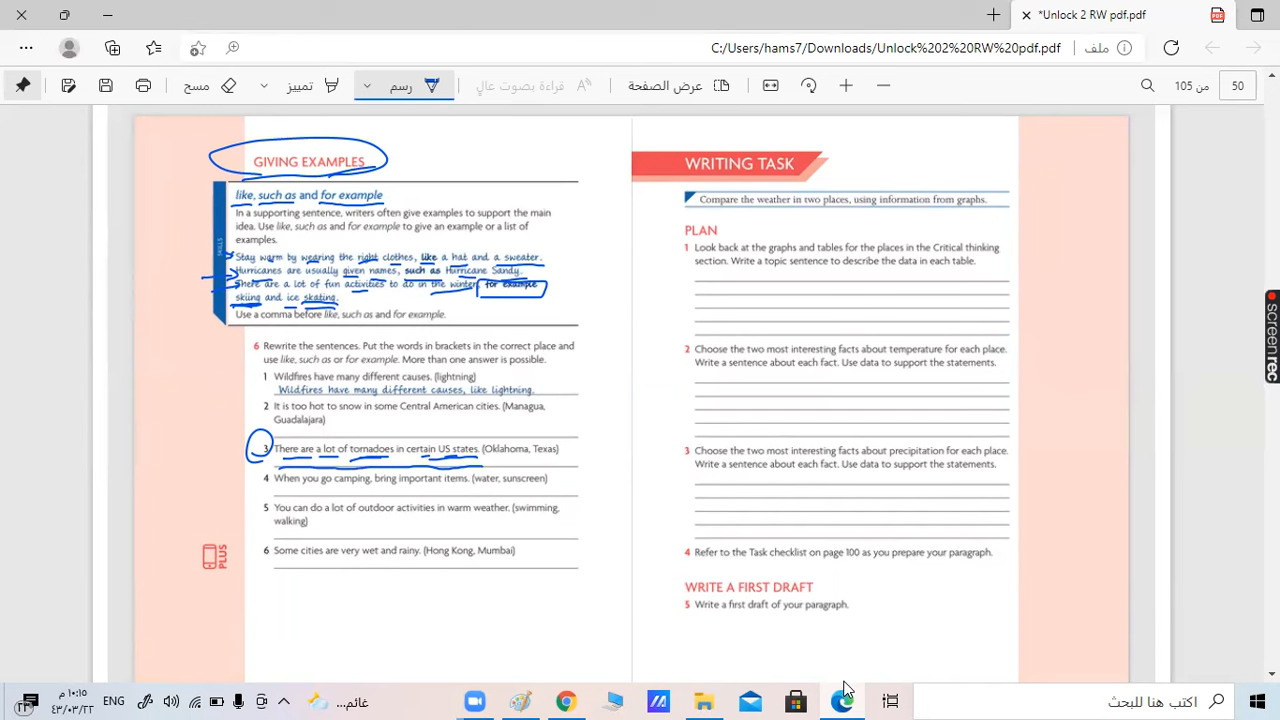 *Unlock 2 RW pdf.pdf
C:/Users/hams7/Downloads/Unlock%202%20RW%20pdf.pdf
ملف
مسح
تمييز
رسم
قراءة بصوت عالٍ
عرض الصفحة
من 105
50
GIVING EXAMPLES
like, such as and for example
SKILLS
In a supporting sentence, writers often give examples to support the main
idea. Use like, such as and for example to give an example or a list of
examples.
Stay warm by wearing the right clothes, like a hat and a sweater.
Hurricanes are usually given names, such as Hurricane Sandy.
There are a lot of fun activities to do in the winter, for example
skiing and ice skating.
Use a comma before like, such as and for example.
6 Rewrite the sentences. Put the words in brackets in the correct place and
use like, such as or for example. More than one answer is possible.
1 Wildfires have many different causes. (lightning)
Wildfires have many different causes, like lightning.
2 It is too hot to snow in some Central American cities. (Managua,
Guadalajara)
3 There are a lot of tornadoes in certain US states. (Oklahoma, Texas)
4 When you go camping, bring important items. (water, sunscreen)
5 You can do a lot of outdoor activities in warm weather. (swimming,
walking)
6 Some cities are very wet and rainy. (Hong Kong, Mumbai)
PLUS
WRITING TASK
Compare the weather in two places, using information from graphs.
PLAN
1 Look back at the graphs and tables for the places in the Critical thinking
section. Write a topic sentence to describe the data in each table.
2 Choose the two most interesting facts about temperature for each place.
Write a sentence about each fact. Use data to support the statements.
3 Choose the two most interesting facts about precipitation for each place.
Write a sentence about each fact. Use data to support the statements.
4 Refer to the Task checklist on page 100 as you prepare your paragraph.
WRITE A FIRST DRAFT
5 Write a first draft of your paragraph.
screenrec
١٠:١٥ م
ENG
غائم...
اكتب هنا للبحث